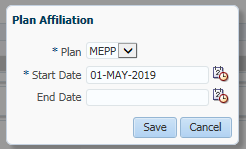 Plan Affiliation
* Plan MEPP
* Start Date 01-MAY-2019
End Date
Save Cancel